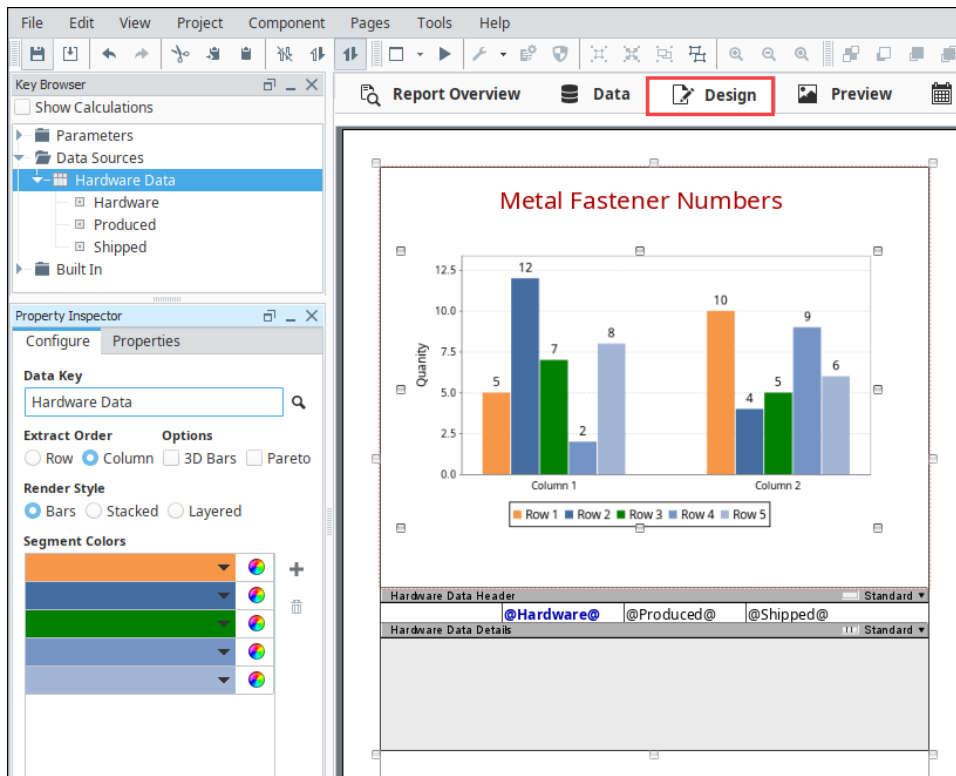 File Edit View Project Component Pages Tools Help
Key Browser
Show Calculations
Parameters
Data Sources
Hardware Data
Hardware
Produced
Shipped
Built In
Property Inspector
Configure Properties
Data Key
Hardware Data
Extract Order Options
Row Column 3D Bars Pareto
Render Style
Bars Stacked Layered
Segment Colors
Report Overview Data Design Preview
Metal Fastener Numbers
Quanity
12.5
10.0
7.5
5.0
2.5
0.0
5 12 7 2 8
10 4 5 9 6
Column 1 Column 2
Row 1 Row 2 Row 3 Row 4 Row 5
Hardware Data Header Standard
@Hardware@ @Produced@ @Shipped@
Hardware Data Details Standard